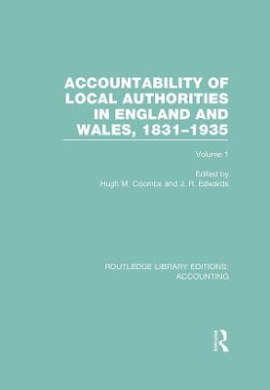 ACCOUNTABILITY OF
LOCAL AUTHORITIES
IN ENGLAND AND
WALES, 1831–1935
Volume 1
Edited by
Hugh M. Coombs and J. R. Edwards
ROUTLEDGE LIBRARY EDITIONS:
ACCOUNTING
R